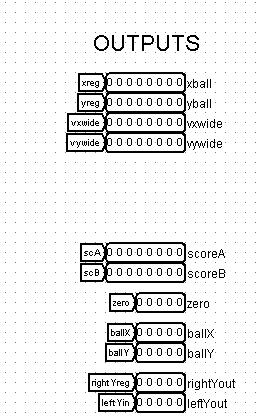 OUTPUTS
xreg 0 0 0 0 0 0 0 0 xball
yreg 0 0 0 0 0 0 0 0 yball
vxwide 0 0 0 0 0 0 0 0 vxwide
vywide 0 0 0 0 0 0 0 0 vywide
scA 0 0 0 0 0 0 0 0 scoreA
scB 0 0 0 0 0 0 0 0 scoreB
zero 0 0 0 0 0 zero
ballX 0 0 0 0 0 ballX
ballY 0 0 0 0 0 ballY
rightYreg 0 0 0 0 0 rightYout
leftYin 0 0 0 0 0 leftYout